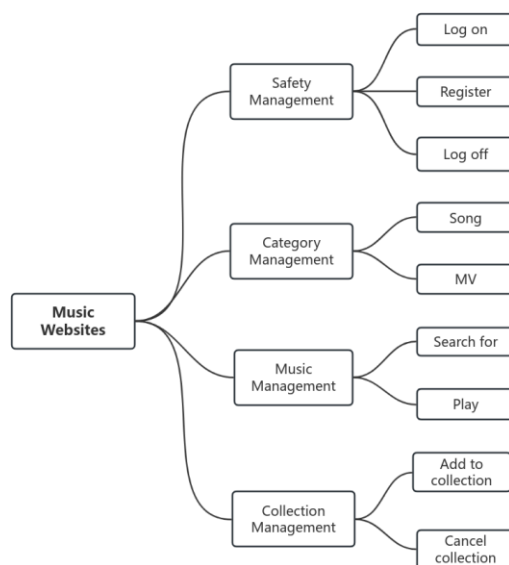 Log on
Safety
Management
Register
Log off
Song
Category
Management
MV
Music
Websites
Search for
Music
Management
Play
Add to
collection
Collection
Management
Cancel
collection